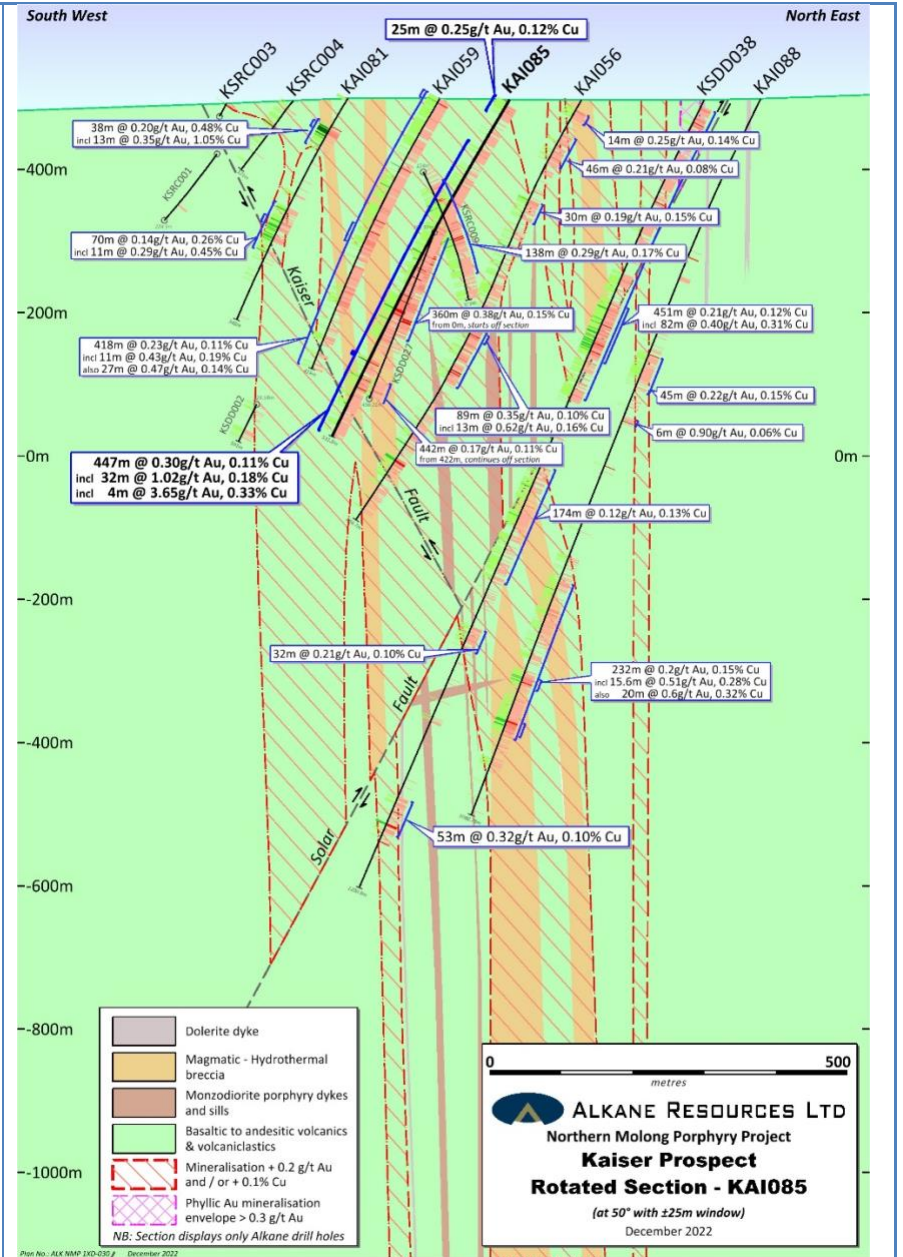 South West
North East
25m @ 0.25g/t Au, 0.12% Cu
KSRC003
KSRC004
KAI081
KAI059
KAI085
KAI056
KSDD038
KAI088
38m @ 0.20g/t Au, 0.48% Cu
incl 13m @ 0.35g/t Au, 1.05% Cu
14m @ 0.25g/t Au, 0.14% Cu
400m
KSRC001
46m @ 0.21g/t Au, 0.08% Cu
30m @ 0.19g/t Au, 0.15% Cu
70m @ 0.14g/t Au, 0.26% Cu
incl 11m @ 0.29g/t Au, 0.45% Cu
138m @ 0.29g/t Au, 0.17% Cu
Kaiser
200m
360m @ 0.38g/t Au, 0.15% Cu
from 0m, starts off section
451m @ 0.21g/t Au, 0.12% Cu
incl 82m @ 0.40g/t Au, 0.31% Cu
418m @ 0.23g/t Au, 0.11% Cu
incl 11m @ 0.43g/t Au, 0.19% Cu
also 27m @ 0.47g/t Au, 0.14% Cu
KSDD002
45m @ 0.22g/t Au, 0.15% Cu
89m @ 0.35g/t Au, 0.10% Cu
incl 13m @ 0.62g/t Au, 0.16% Cu
6m @ 0.90g/t Au, 0.06% Cu
0m
0m
442m @ 0.17g/t Au, 0.11% Cu
from 422m, continues off section
447m @ 0.30g/t Au, 0.11% Cu
incl 32m @ 1.02g/t Au, 0.18% Cu
incl 4m @ 3.65g/t Au, 0.33% Cu
Fault
174m @ 0.12g/t Au, 0.13% Cu
-200m
32m @ 0.21g/t Au, 0.10% Cu
232m @ 0.2g/t Au, 0.15% Cu
incl 15.6m @ 0.51g/t Au, 0.28% Cu
also 20m @ 0.6g/t Au, 0.32% Cu
Fault
-400m
53m @ 0.32g/t Au, 0.10% Cu
Solar
-600m
-800m
-1000m
Dolerite dyke
Magmatic - Hydrothermal
breccia
Monzodiorite porphyry dykes
and sills
Basaltic to andesitic volcanics
& volcaniclastics
Mineralisation + 0.2 g/t Au
and / or + 0.1% Cu
Phyllic Au mineralisation
envelope > 0.3 g/t Au
NB: Section displays only Alkane drill holes
0 500
metres
ALKANE RESOURCES LTD
Northern Molong Porphyry Project
Kaiser Prospect
Rotated Section - KAI085
(at 50° with ±25m window)
December 2022
Plan No.: ALK NMP 1XD-030 December 2022